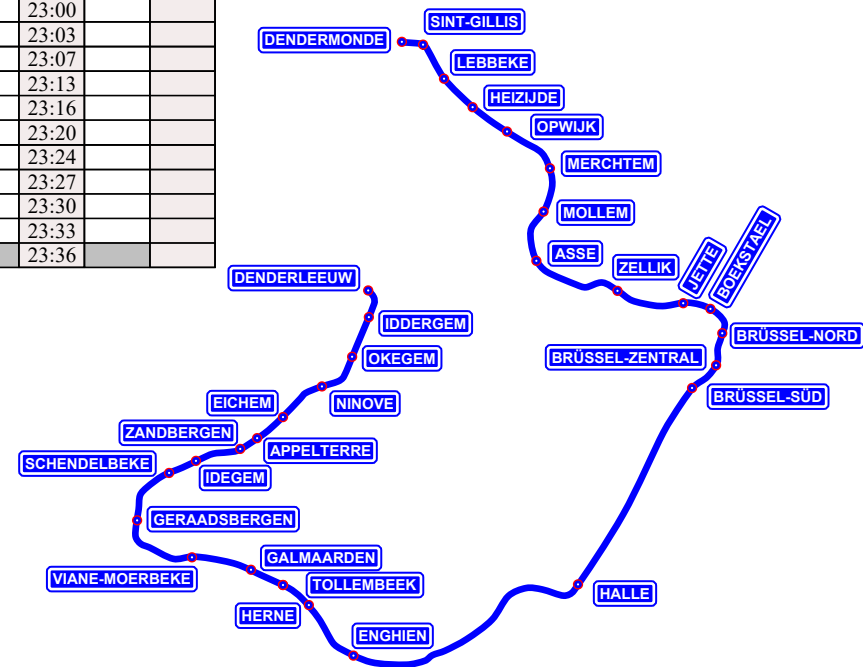 23:00
23:03
23:07
23:13
23:16
23:20
23:24
23:27
23:30
23:33
23:36
SINT-GILLIS
DENDERMONDE
LEBBEKE
HEIZIJDE
OPWIJK
MERCHTEM
MOLLEM
ASSE
ZELLIK
JETTE
BOEKSTAEL
BRÜSSEL-NORD
BRÜSSEL-ZENTRAL
BRÜSSEL-SÜD
DENDERLEEUW
IDDERGEM
OKEGEM
NINOVE
EICHEM
ZANDBERGEN
APPELTERRE
SCHENDELBEKE
IDEGEM
GERAADSBERGEN
VIANE-MOERBEKE
GALMAARDEN
TOLLEMBEEK
HERNE
ENGHIEN
HALLE